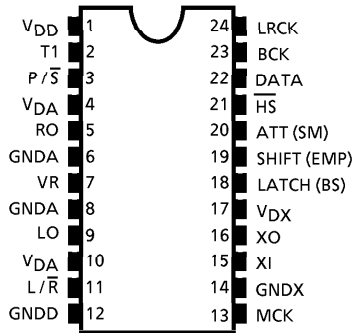 VDD 1 24 LRCK
T1 2 23 BCK
P/S̅ 3 22 DATA
VDA 4 21 H̅S̅
RO 5 20 ATT (SM)
GNDA 6 19 SHIFT (EMP)
VR 7 18 LATCH (BS)
GNDA 8 17 VDX
LO 9 16 XO
VDA 10 15 XI
L/R̅ 11 14 GNDX
GNDD 12 13 MCK